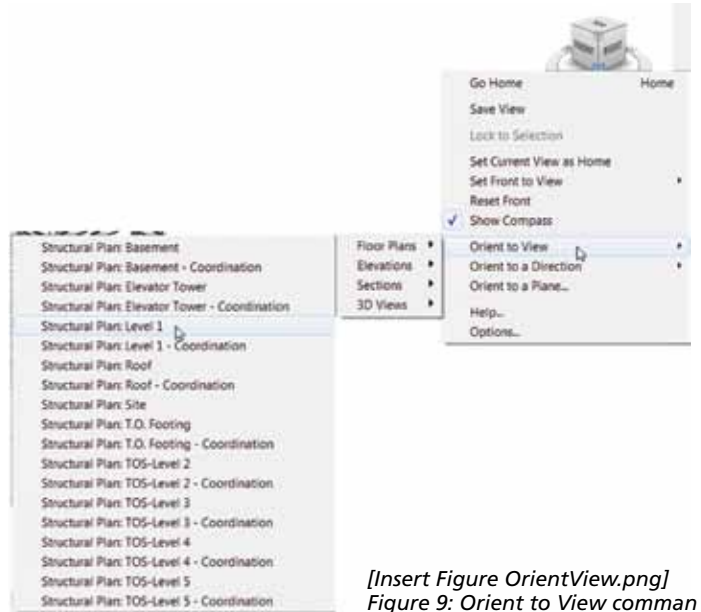 Go Home Home
Save View
Lock to Selection
Set Current View as Home
Set Front to View
Reset Front
Show Compass
Orient to View
Orient to a Direction
Orient to a Plane...
Help...
Options...
Floor Plans
Elevations
Sections
3D Views
Structural Plan: Basement
Structural Plan: Basement - Coordination
Structural Plan: Elevator Tower
Structural Plan: Elevator Tower - Coordination
Structural Plan: Level 1
Structural Plan: Level 1 - Coordination
Structural Plan: Roof
Structural Plan: Roof - Coordination
Structural Plan: Site
Structural Plan: T.O. Footing
Structural Plan: T.O. Footing - Coordination
Structural Plan: TOS-Level 2
Structural Plan: TOS-Level 2 - Coordination
Structural Plan: TOS-Level 3
Structural Plan: TOS-Level 3 - Coordination
Structural Plan: TOS-Level 4
Structural Plan: TOS-Level 4 - Coordination
Structural Plan: TOS-Level 5
Structural Plan: TOS-Level 5 - Coordination
[Insert Figure OrientView.png]
Figure 9: Orient to View comman